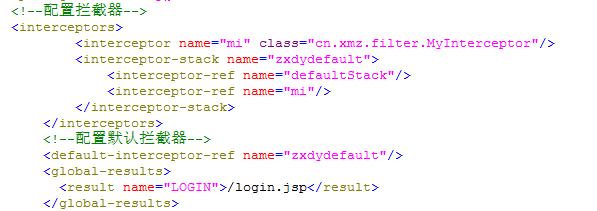 <!--配置拦截器-->
<interceptors>
<interceptor name="mi" class="cn.xmz.filter.MyInterceptor"/>
<interceptor-stack name="zxdydefault">
<interceptor-ref name="defaultStack"/>
<interceptor-ref name="mi"/>
</interceptor-stack>
</interceptors>
<!--配置默认拦截器-->
<default-interceptor-ref name="zxdydefault"/>
<global-results>
<result name="LOGIN">/login.jsp</result>
</global-results>